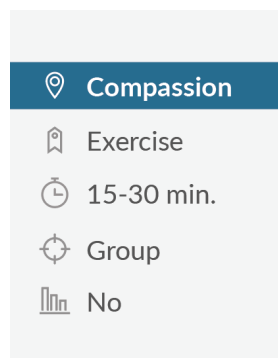 Compassion
Exercise
15-30 min.
Group
No